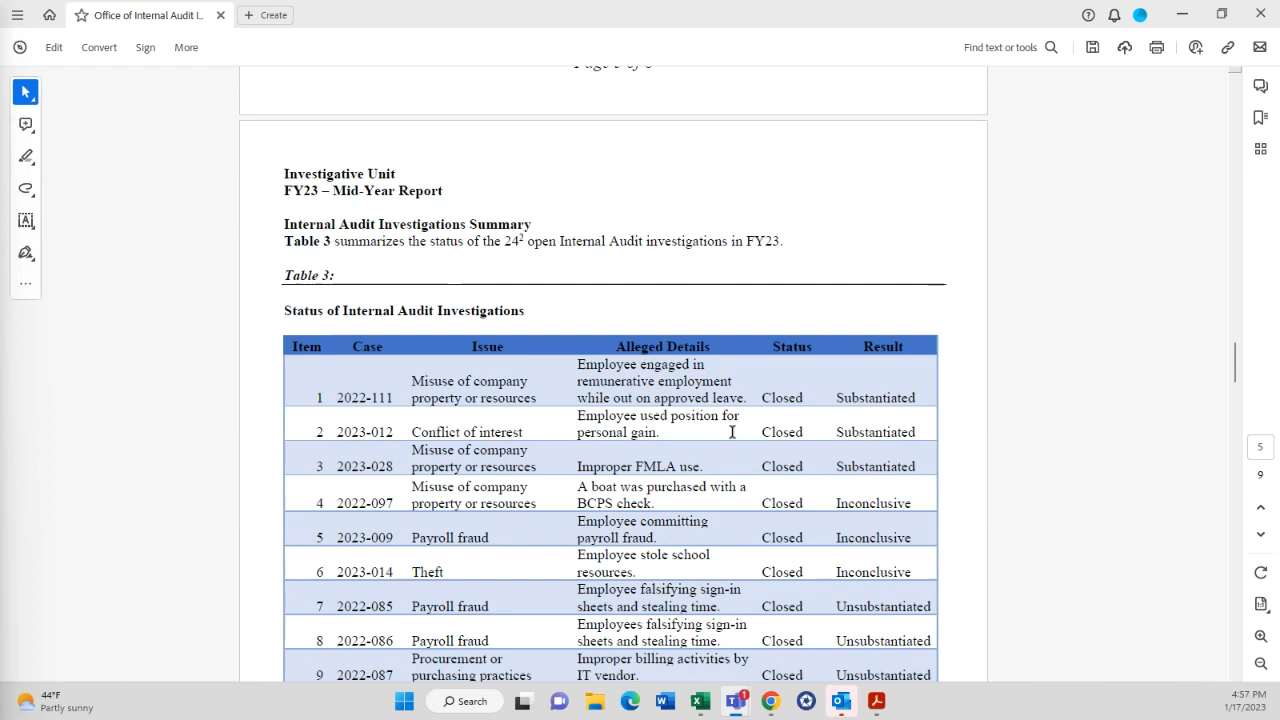 Office of Internal Audit I...
Create
Edit
Convert
Sign
More
Find text or tools
Investigative Unit
FY23 – Mid-Year Report
Internal Audit Investigations Summary
Table 3 summarizes the status of the 24² open Internal Audit investigations in FY23.
Table 3:
Status of Internal Audit Investigations
Item Case Issue Alleged Details Status Result
Employee engaged in
Misuse of company remunerative employment
1 2022-111 property or resources while out on approved leave. Closed Substantiated
Employee used position for
2 2023-012 Conflict of interest personal gain. Closed Substantiated
Misuse of company
3 2023-028 property or resources Improper FMLA use. Closed Substantiated
Misuse of company A boat was purchased with a
4 2022-097 property or resources BCPS check. Closed Inconclusive
Employee committing
5 2023-009 Payroll fraud payroll fraud. Closed Inconclusive
Employee stole school
6 2023-014 Theft resources. Closed Inconclusive
Employee falsifying sign-in
7 2022-085 Payroll fraud sheets and stealing time. Closed Unsubstantiated
Employees falsifying sign-in
8 2022-086 Payroll fraud sheets and stealing time. Closed Unsubstantiated
Procurement or Improper billing activities by
9 2022-087 purchasing practices IT vendor. Closed Unsubstantiated
5
9
44°F
Partly sunny
Search
1
4:57 PM
1/17/2023